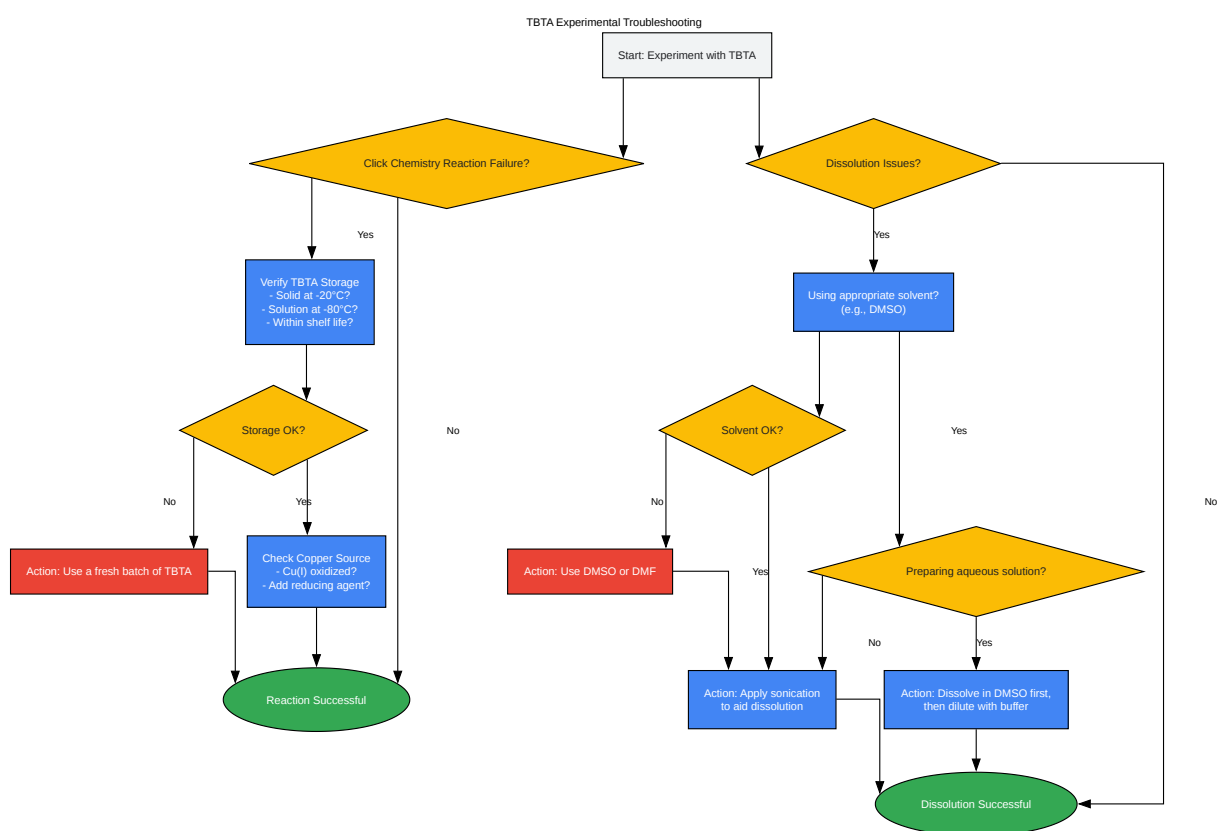 TBTA Experimental Troubleshooting
Start: Experiment with TBTA
Click Chemistry Reaction Failure?
Dissolution Issues?
Yes
Yes
Verify TBTA Storage
- Solid at -20°C?
- Solution at -80°C?
- Within shelf life?
Using appropriate solvent?
(e.g., DMSO)
Storage OK?
No
Solvent OK?
Yes
No
Yes
No
No
Action: Use a fresh batch of TBTA
Check Copper Source
- Cu(I) oxidized?
- Add reducing agent?
Action: Use DMSO or DMF
Yes
Preparing aqueous solution?
No
Yes
Reaction Successful
Action: Apply sonication
to aid dissolution
Action: Dissolve in DMSO first,
then dilute with buffer
Dissolution Successful